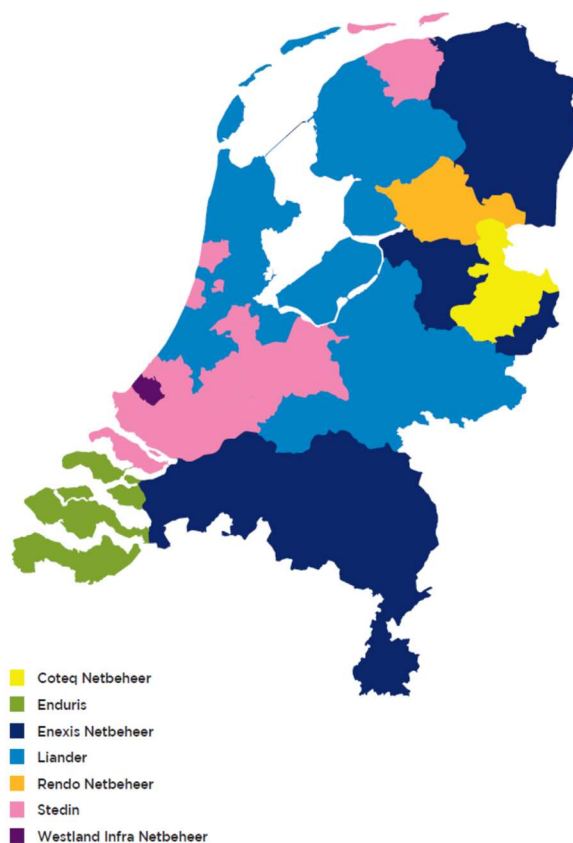 Coteq Netbeheer
Enduris
Enexis Netbeheer
Liander
Rendo Netbeheer
Stedin
Westland Infra Netbeheer